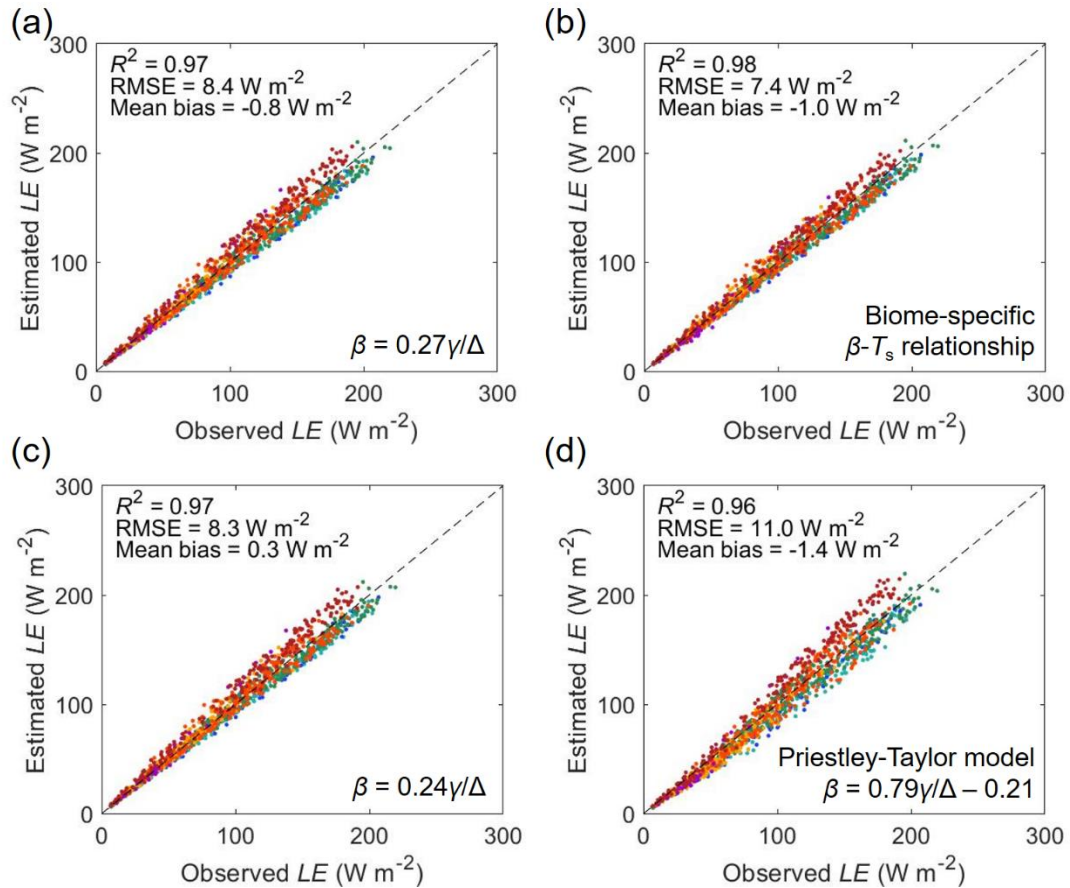 (a)
300
200
100
0
0
100
200
300
R² = 0.97
RMSE = 8.4 W m⁻²
Mean bias = -0.8 W m⁻²
β = 0.27γ/Δ
Estimated LE (W m⁻²)
Observed LE (W m⁻²)
(b)
300
200
100
0
0
100
200
300
R² = 0.98
RMSE = 7.4 W m⁻²
Mean bias = -1.0 W m⁻²
Biome-specific
β-Tₛ relationship
Estimated LE (W m⁻²)
Observed LE (W m⁻²)
(c)
300
200
100
0
0
100
200
300
R² = 0.97
RMSE = 8.3 W m⁻²
Mean bias = 0.3 W m⁻²
β = 0.24γ/Δ
Estimated LE (W m⁻²)
Observed LE (W m⁻²)
(d)
300
200
100
0
0
100
200
300
R² = 0.96
RMSE = 11.0 W m⁻²
Mean bias = -1.4 W m⁻²
Priestley-Taylor model
β = 0.79γ/Δ – 0.21
Estimated LE (W m⁻²)
Observed LE (W m⁻²)